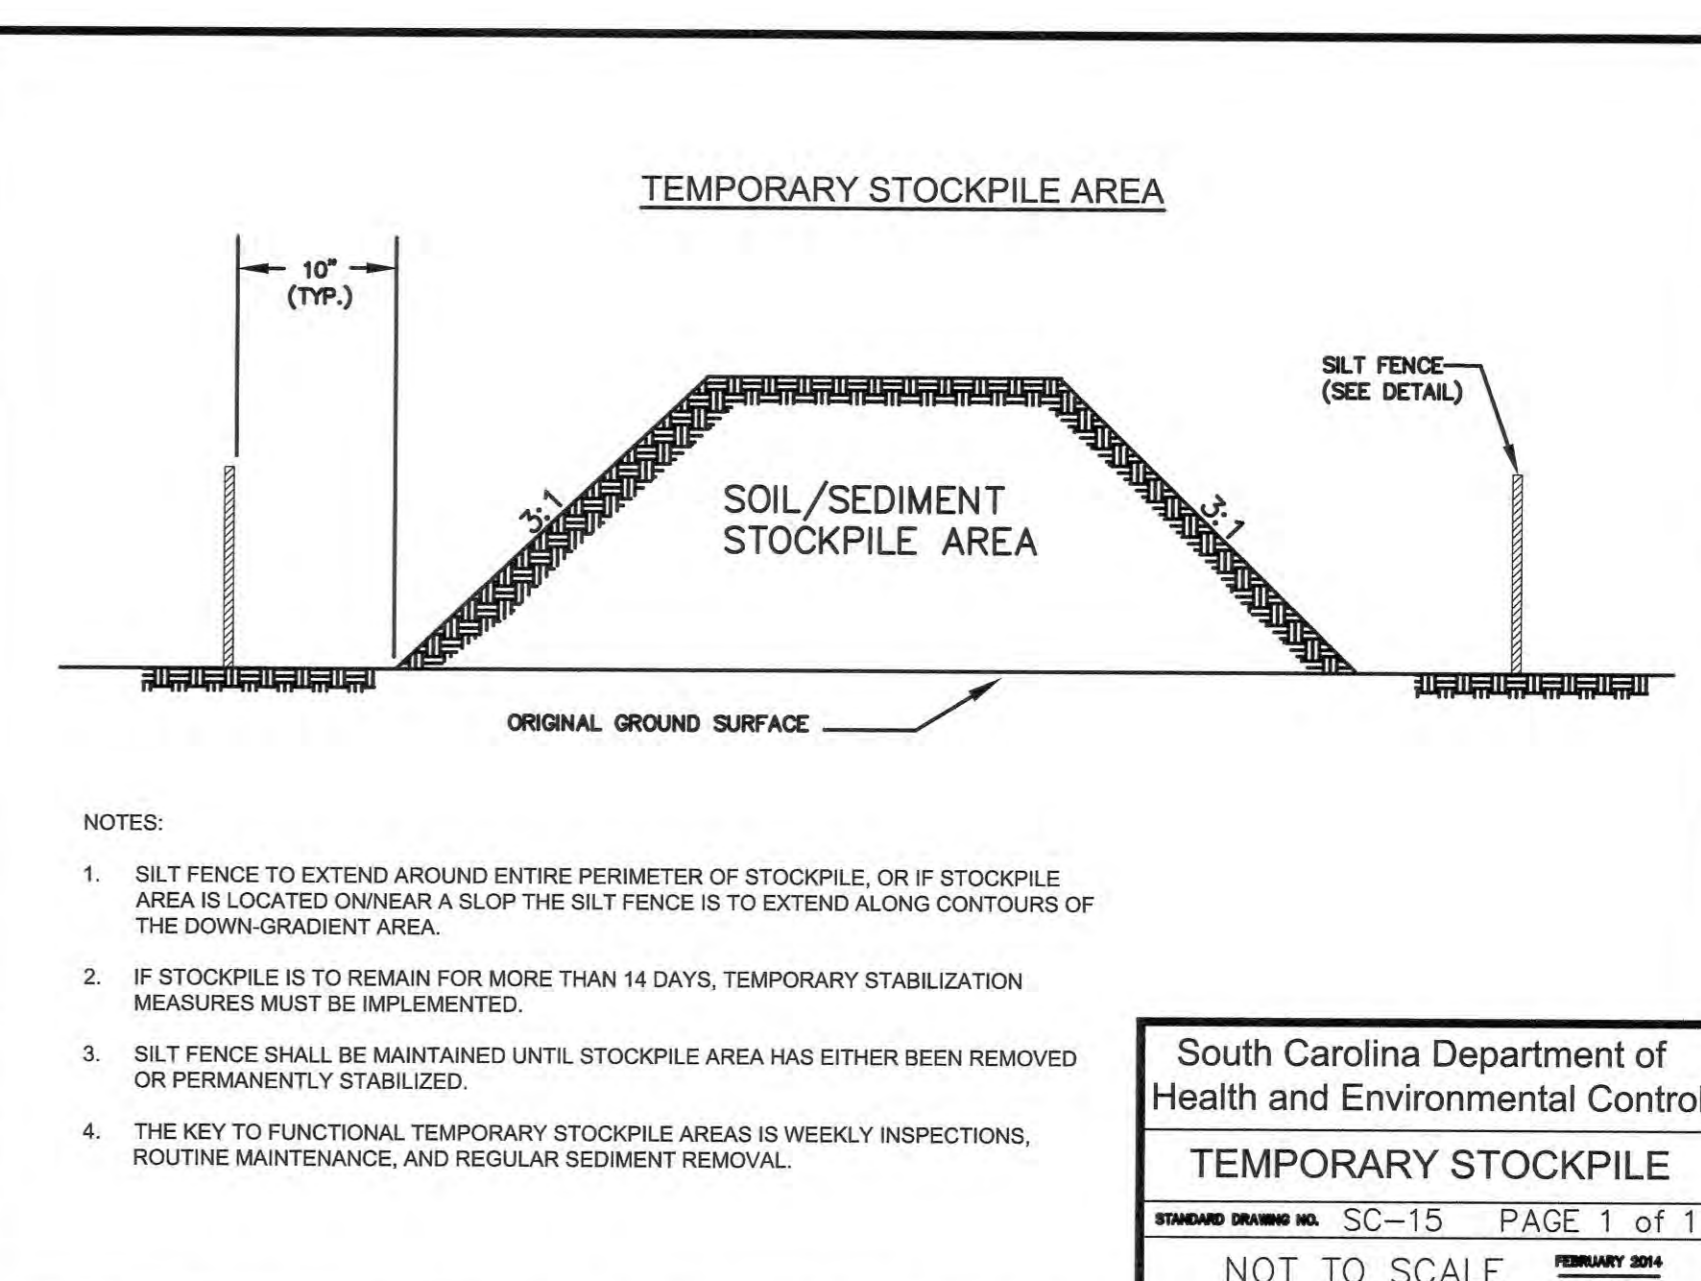 TEMPORARY STOCKPILE AREA
10"
(TYP.)
SILT FENCE
(SEE DETAIL)
3:1
SOIL/SEDIMENT
STOCKPILE AREA
3:1
ORIGINAL GROUND SURFACE
NOTES:
1. SILT FENCE TO EXTEND AROUND ENTIRE PERIMETER OF STOCKPILE, OR IF STOCKPILE
AREA IS LOCATED ON/NEAR A SLOP THE SILT FENCE IS TO EXTEND ALONG CONTOURS OF
THE DOWN-GRADIENT AREA.
2. IF STOCKPILE IS TO REMAIN FOR MORE THAN 14 DAYS, TEMPORARY STABILIZATION
MEASURES MUST BE IMPLEMENTED.
3. SILT FENCE SHALL BE MAINTAINED UNTIL STOCKPILE AREA HAS EITHER BEEN REMOVED
OR PERMANENTLY STABILIZED.
4. THE KEY TO FUNCTIONAL TEMPORARY STOCKPILE AREAS IS WEEKLY INSPECTIONS,
ROUTINE MAINTENANCE, AND REGULAR SEDIMENT REMOVAL.
South Carolina Department of
Health and Environmental Control
TEMPORARY STOCKPILE
STANDARD DRAWING NO. SC-15 PAGE 1 of 1
NOT TO SCALE FEBRUARY 2014